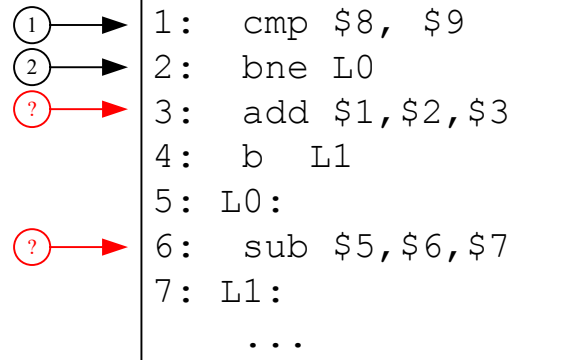 1 1: cmp $8, $9
2 2: bne L0
? 3: add $1,$2,$3
4: b L1
5: L0:
? 6: sub $5,$6,$7
7: L1:
...